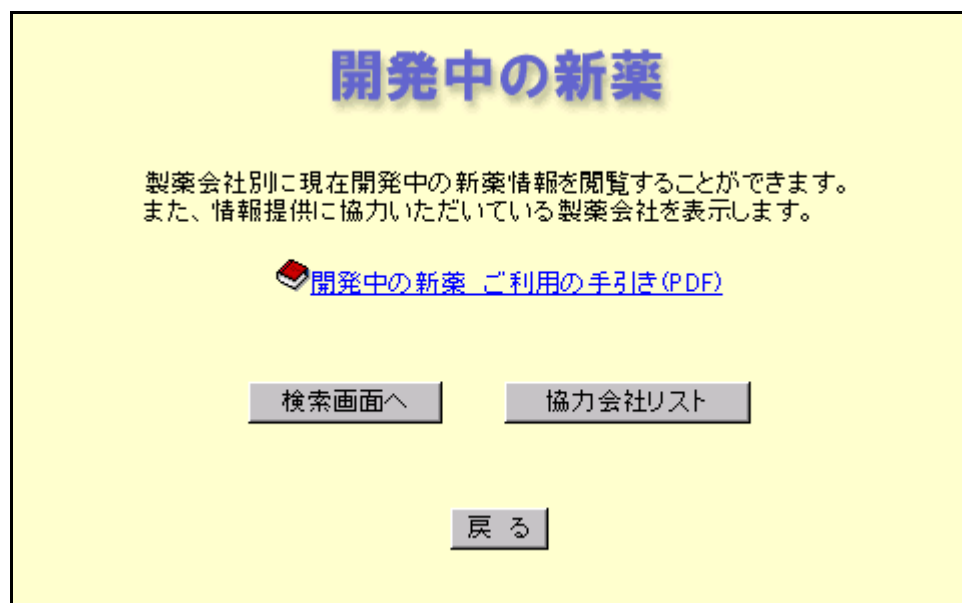 開発中の新薬
製薬会社別に現在開発中の新薬情報を閲覧することができます。
また、情報提供に協力いただいている製薬会社を表示します。
開発中の新薬 ご利用の手引き(PDF)
検索画面へ
協力会社リスト
戻 る